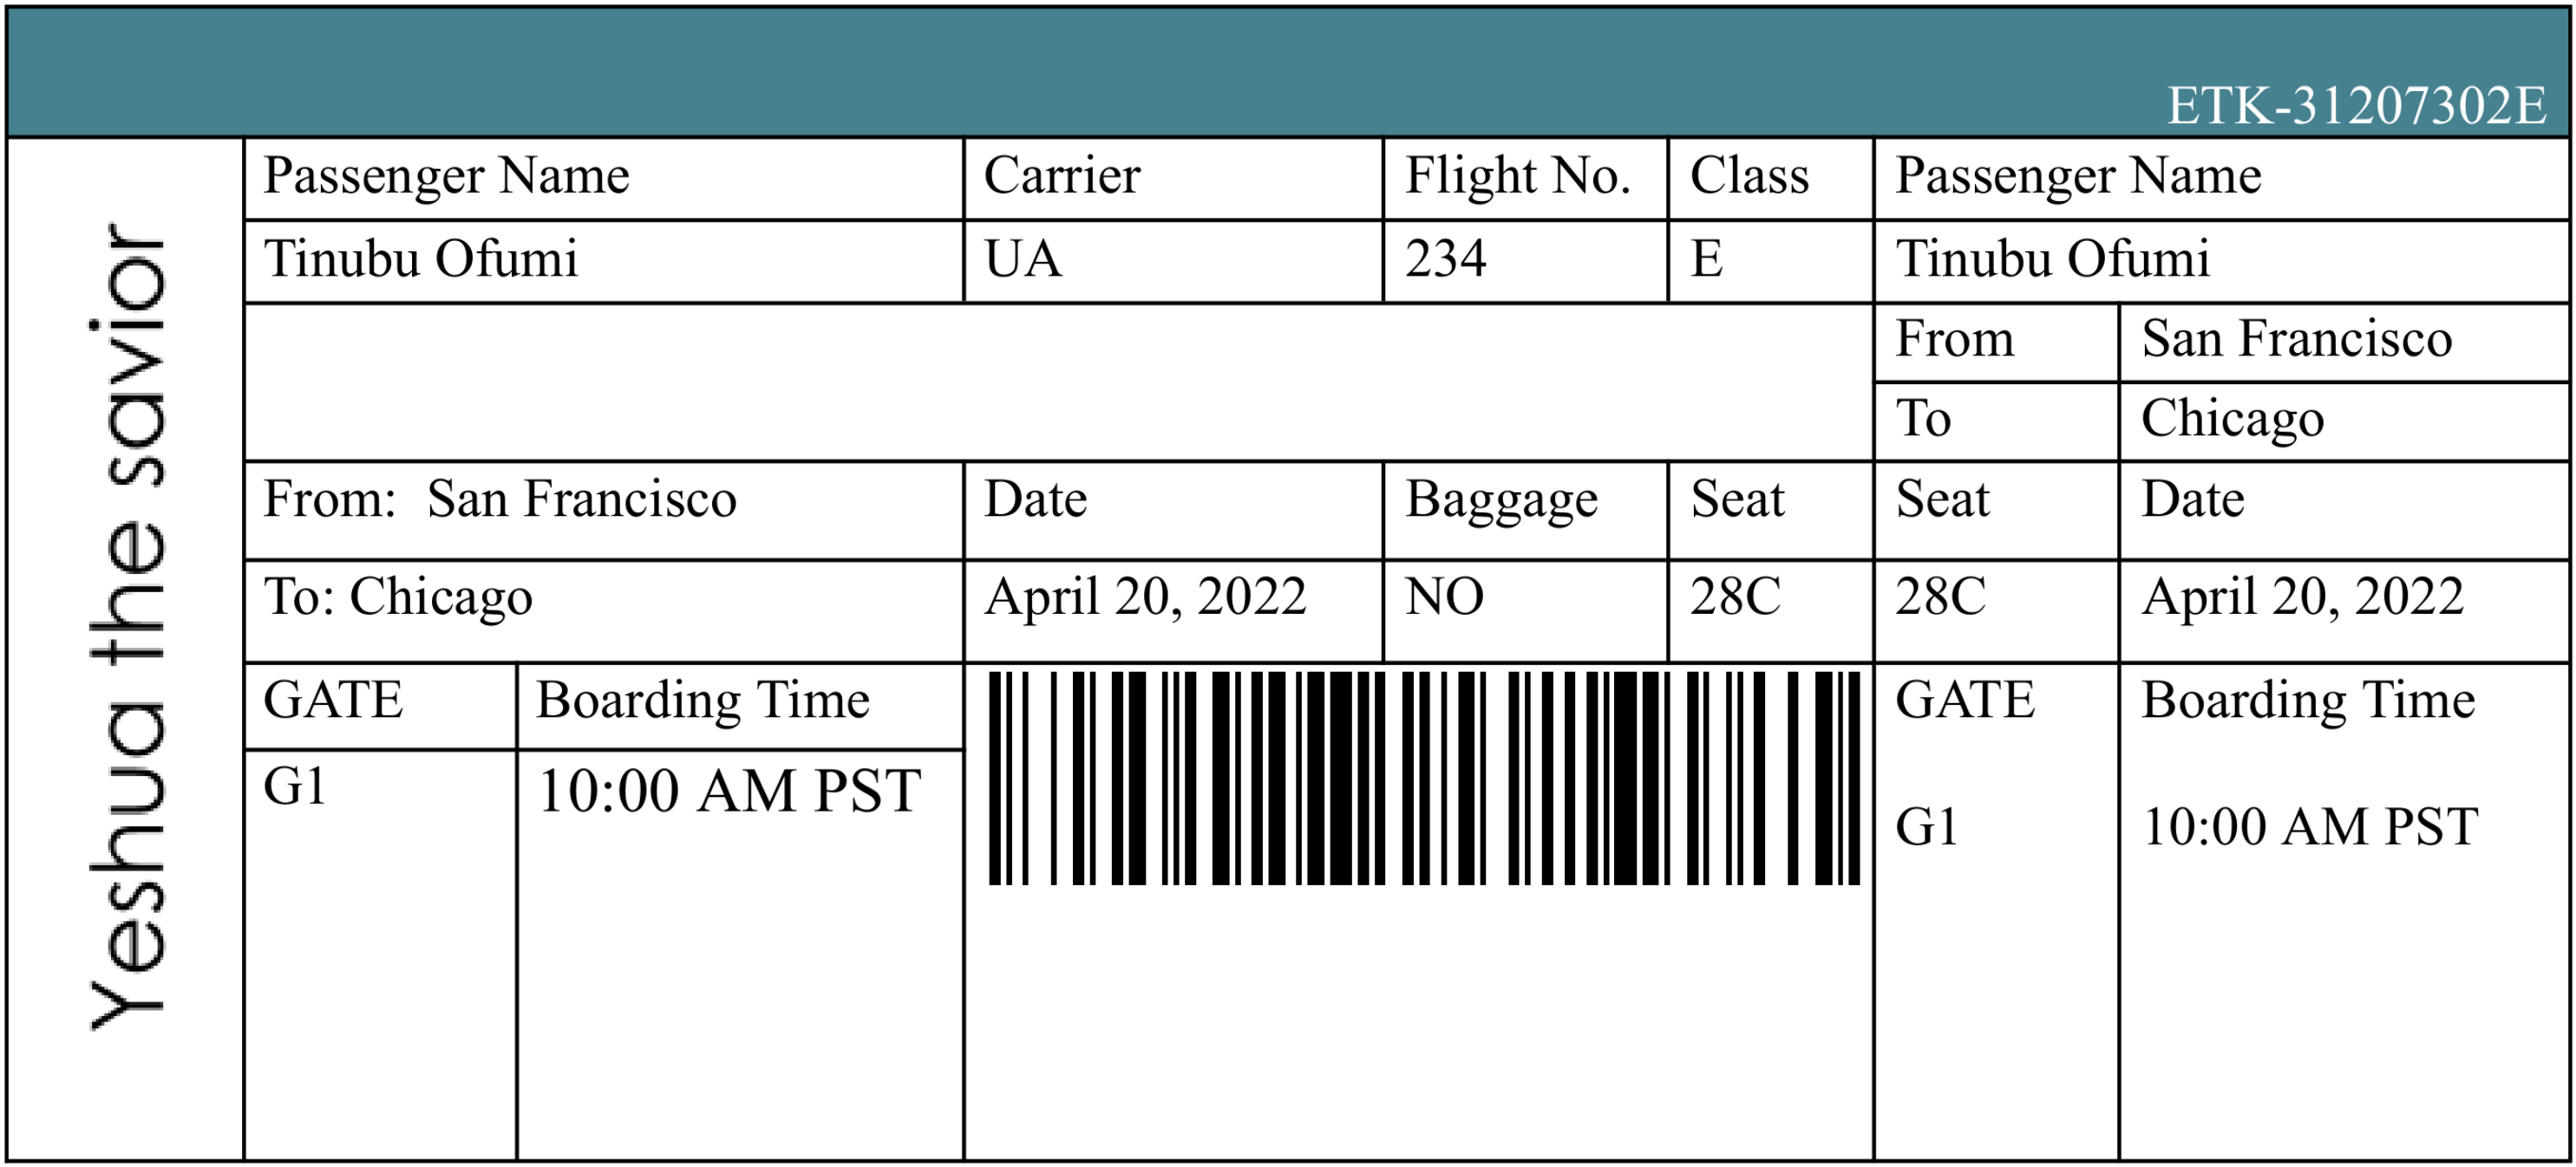 ETK-31207302E
Yeshua the savior
Passenger Name Carrier Flight No. Class Passenger Name
Tinubu Ofumi UA 234 E Tinubu Ofumi
From San Francisco
To Chicago
From: San Francisco Date Baggage Seat Seat Date
To: Chicago April 20, 2022 NO 28C 28C April 20, 2022
GATE Boarding Time GATE Boarding Time
G1 10:00 AM PST G1 10:00 AM PST